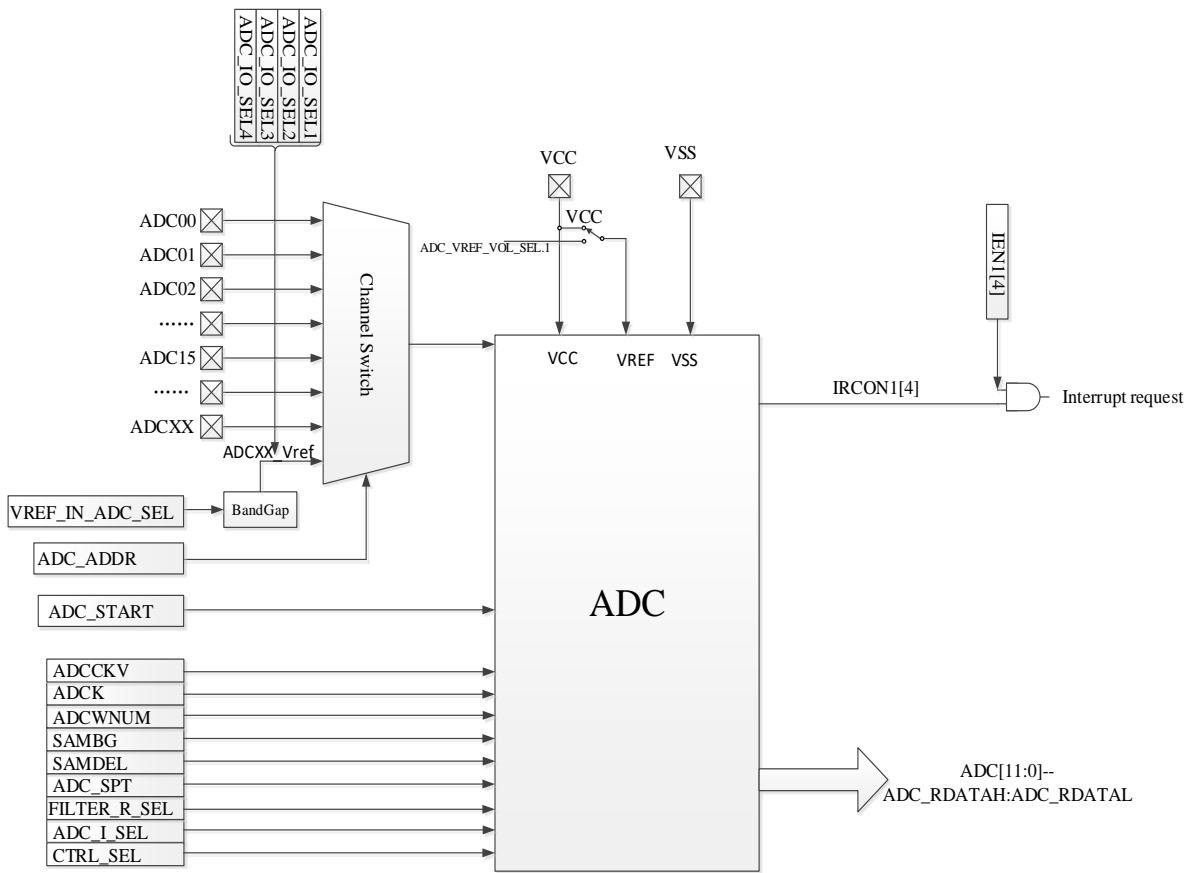 ADC_IO_SEL1
ADC_IO_SEL2
ADC_IO_SEL3
ADC_IO_SEL4
VCC
VSS
ADC00
ADC01
ADC02
......
ADC15
......
ADCXX
ADCXX_Vref
Channel Switch
VCC
ADC_VREF_VOL_SEL.1
IEN1[4]
VCC
VREF
VSS
IRCON1[4]
Interrupt request
VREF_IN_ADC_SEL
BandGap
ADC_ADDR
ADC_START
ADC
ADCCKV
ADCK
ADCWNUM
SAMBG
SAMDEL
ADC_SPT
FILTER_R_SEL
ADC_I_SEL
CTRL_SEL
ADC[11:0]--
ADC_RDATAH:ADC_RDATAL